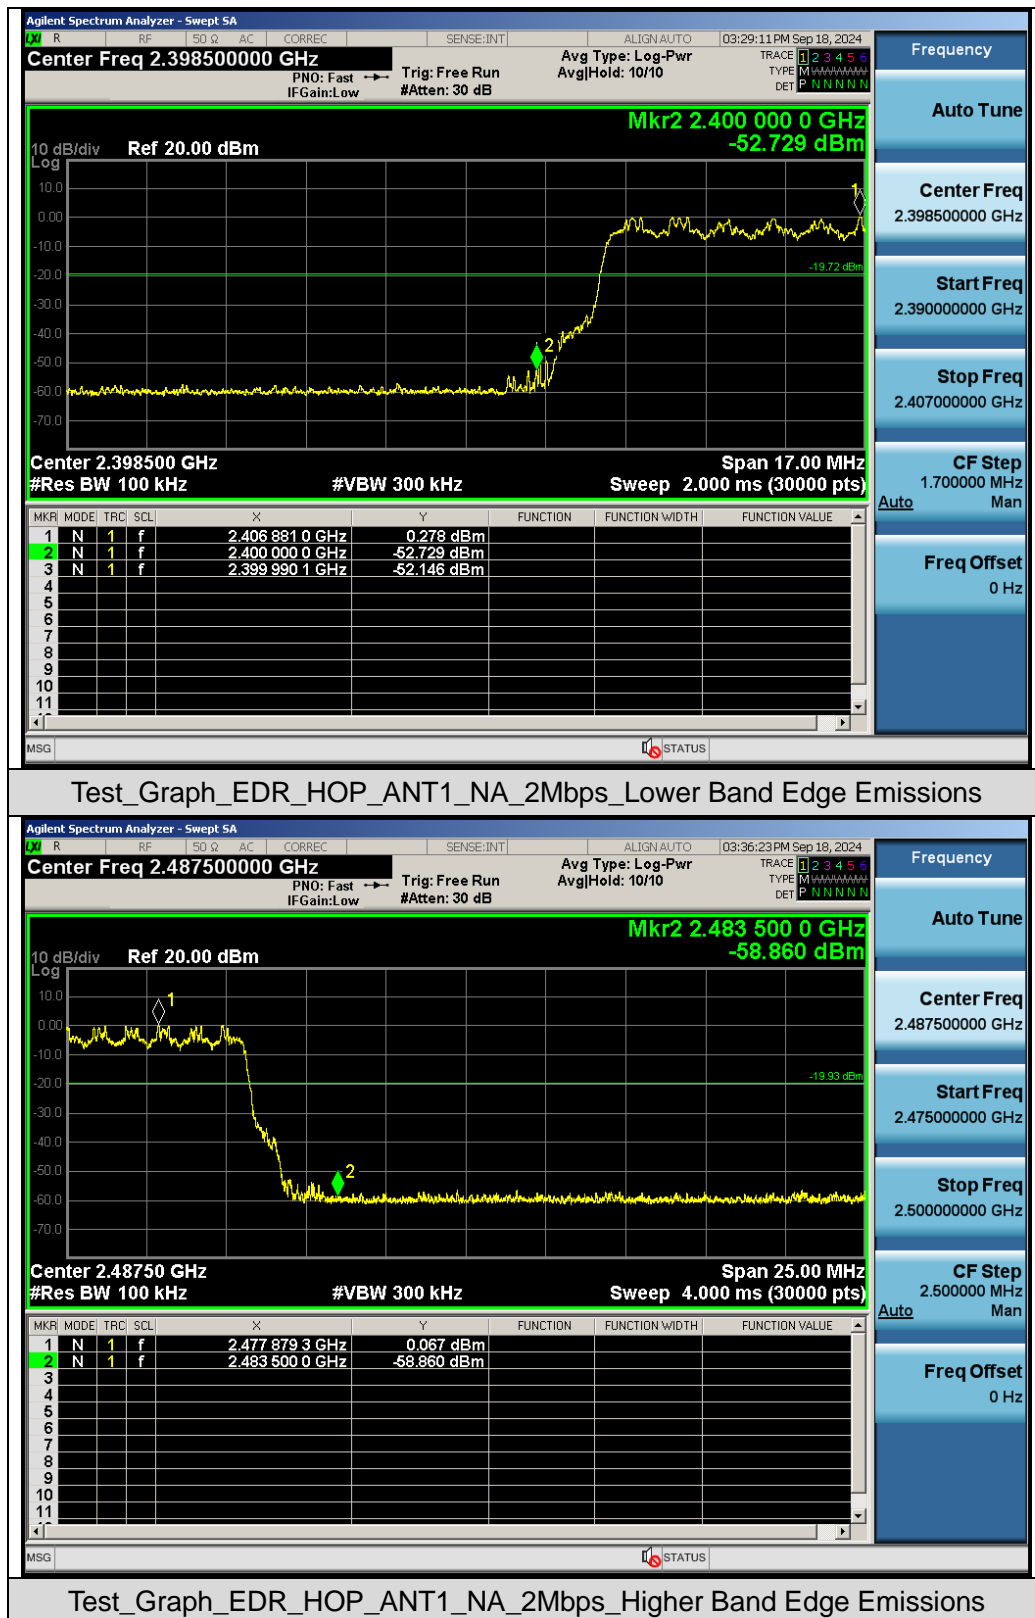 Agilent Spectrum Analyzer - Swept SA
LXI R RF 50 Ω AC CORREC SENSE:INT ALIGN AUTO 03:29:11 PM Sep 18, 2024
Center Freq 2.398500000 GHz
PNO: Fast
IFGain:Low
Trig: Free Run
#Atten: 30 dB
Avg Type: Log-Pwr
Avg|Hold: 10/10
TRACE 1 2 3 4 5 6
TYPE M WWWWW
DET P N N N N N
Frequency
Mkr2 2.400 000 0 GHz
-52.729 dBm
10 dB/div Ref 20.00 dBm
Log
10.0
0.00
-10.0
-20.0
-30.0
-40.0
-50.0
-60.0
-70.0
1
-19.72 dBm
2
Center 2.398500 GHz Span 17.00 MHz
#Res BW 100 kHz #VBW 300 kHz Sweep 2.000 ms (30000 pts)
MKR MODE TRC SCL X Y FUNCTION FUNCTION WIDTH FUNCTION VALUE
1 N 1 f 2.406 881 0 GHz 0.278 dBm
2 N 1 f 2.400 000 0 GHz -52.729 dBm
3 N 1 f 2.399 990 1 GHz -52.146 dBm
4
5
6
7
8
9
10
11
MSG STATUS
Auto Tune
Center Freq
2.398500000 GHz
Start Freq
2.390000000 GHz
Stop Freq
2.407000000 GHz
CF Step
1.700000 MHz
Auto Man
Freq Offset
0 Hz
Test_Graph_EDR_HOP_ANT1_NA_2Mbps_Lower Band Edge Emissions
Agilent Spectrum Analyzer - Swept SA
LXI R RF 50 Ω AC CORREC SENSE:INT ALIGN AUTO 03:36:23 PM Sep 18, 2024
Center Freq 2.487500000 GHz
PNO: Fast
IFGain:Low
Trig: Free Run
#Atten: 30 dB
Avg Type: Log-Pwr
Avg|Hold: 10/10
TRACE 1 2 3 4 5 6
TYPE M WWWWW
DET P N N N N N
Frequency
Mkr2 2.483 500 0 GHz
-58.860 dBm
10 dB/div Ref 20.00 dBm
Log
10.0
0.00
-10.0
-20.0
-30.0
-40.0
-50.0
-60.0
-70.0
1
-19.93 dBm
2
Center 2.48750 GHz Span 25.00 MHz
#Res BW 100 kHz #VBW 300 kHz Sweep 4.000 ms (30000 pts)
MKR MODE TRC SCL X Y FUNCTION FUNCTION WIDTH FUNCTION VALUE
1 N 1 f 2.477 879 3 GHz 0.067 dBm
2 N 1 f 2.483 500 0 GHz -58.860 dBm
3
4
5
6
7
8
9
10
11
MSG STATUS
Auto Tune
Center Freq
2.487500000 GHz
Start Freq
2.475000000 GHz
Stop Freq
2.500000000 GHz
CF Step
2.500000 MHz
Auto Man
Freq Offset
0 Hz
Test_Graph_EDR_HOP_ANT1_NA_2Mbps_Higher Band Edge Emissions